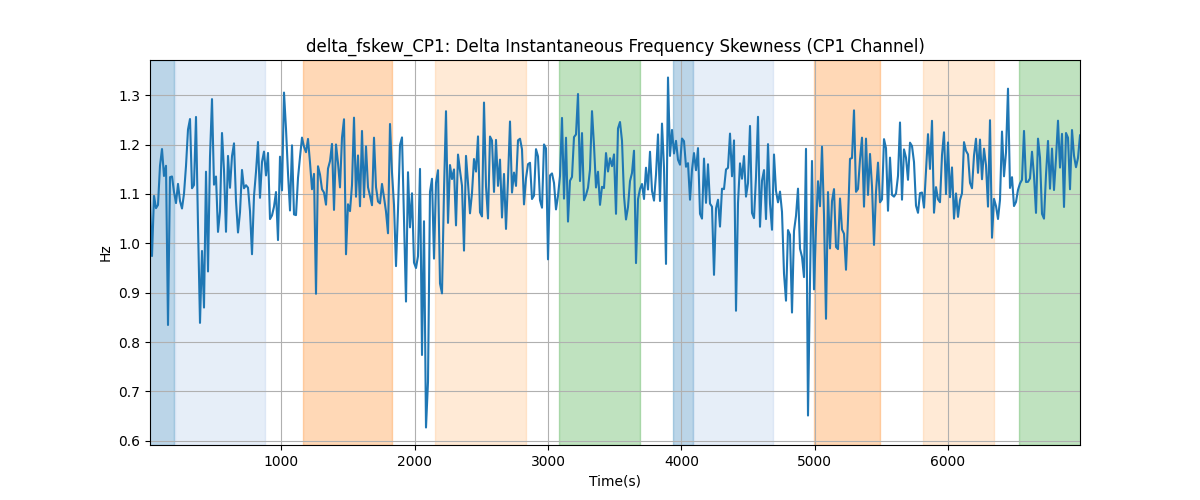 delta_fskew_CP1: Delta Instantaneous Frequency Skewness (CP1 Channel)
1.3
1.2
1.1
1.0
0.9
0.8
0.7
0.6
Hz
1000 2000 3000 4000 5000 6000
Time(s)